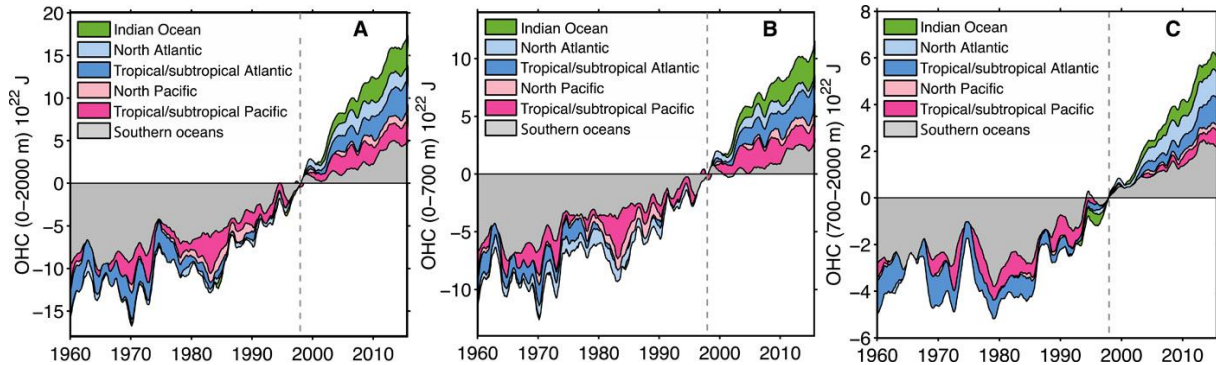 OHC (0–2000 m) 10²² J
20
15
10
5
0
−5
−10
−15
A
Indian Ocean
North Atlantic
Tropical/subtropical Atlantic
North Pacific
Tropical/subtropical Pacific
Southern oceans
1960 1970 1980 1990 2000 2010
OHC (0–700 m) 10²² J
10
5
0
−5
−10
B
Indian Ocean
North Atlantic
Tropical/subtropical Atlantic
North Pacific
Tropical/subtropical Pacific
Southern oceans
1960 1970 1980 1990 2000 2010
OHC (700–2000 m) 10²² J
8
6
4
2
0
−2
−4
−6
C
Indian Ocean
North Atlantic
Tropical/subtropical Atlantic
North Pacific
Tropical/subtropical Pacific
Southern oceans
1960 1970 1980 1990 2000 2010